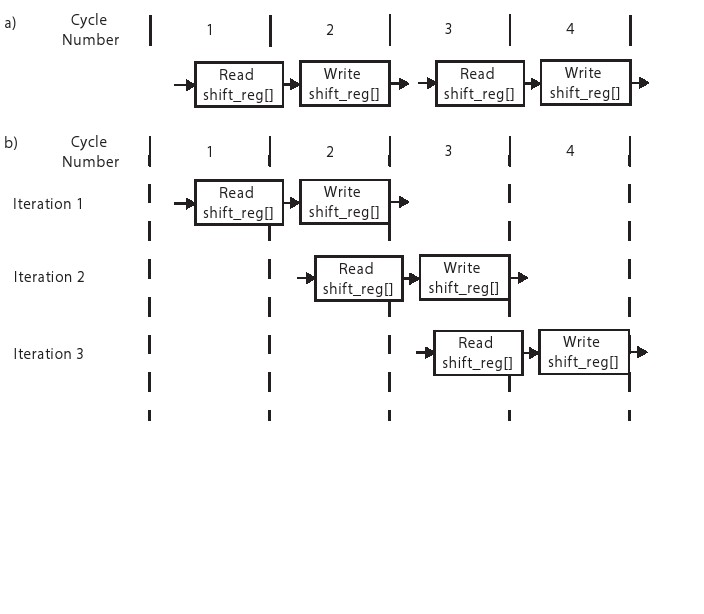 a) Cycle Number 1 2 3 4
Read shift_reg[] Write shift_reg[] Read shift_reg[] Write shift_reg[]
b) Cycle Number 1 2 3 4
Iteration 1 Read shift_reg[] Write shift_reg[]
Iteration 2 Read shift_reg[] Write shift_reg[]
Iteration 3 Read shift_reg[] Write shift_reg[]